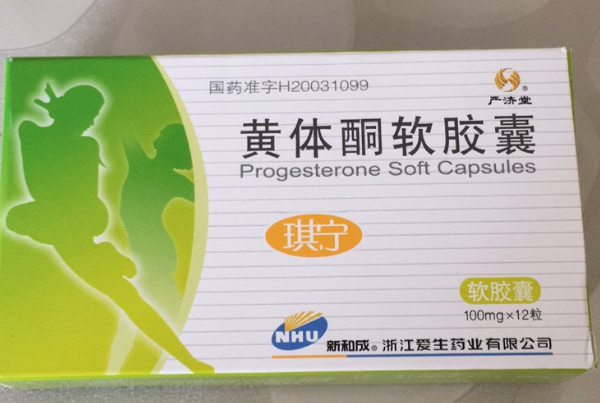 国药准字H20031099
严济堂®
黄体酮软胶囊
Progesterone Soft Capsules
琪宁
软胶囊
100mg×12粒
NHU
新和成®浙江爱生药业有限公司